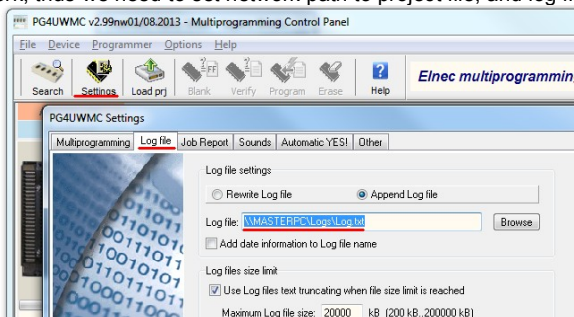 thus we need to set network path to project file, and log
PG4UWMC v2.99nw01/08.2013 - Multiprogramming Control Panel
File Device Programmer Options Help
Search Settings Load prj Blank Verify Program Erase Help
Elnec multiprogrammin
PG4UWMC Settings
Multiprogramming Log file Job Report Sounds Automatic YES! Other
Log file settings
Rewrite Log file Append Log file
Log file: \\MASTERPC\Logs\Log.txt Browse
Add date information to Log file name
Log files size limit
Use Log files text truncating when file size limit is reached
Maximum Log file size: 20000 kB (200 kB..200000 kB)